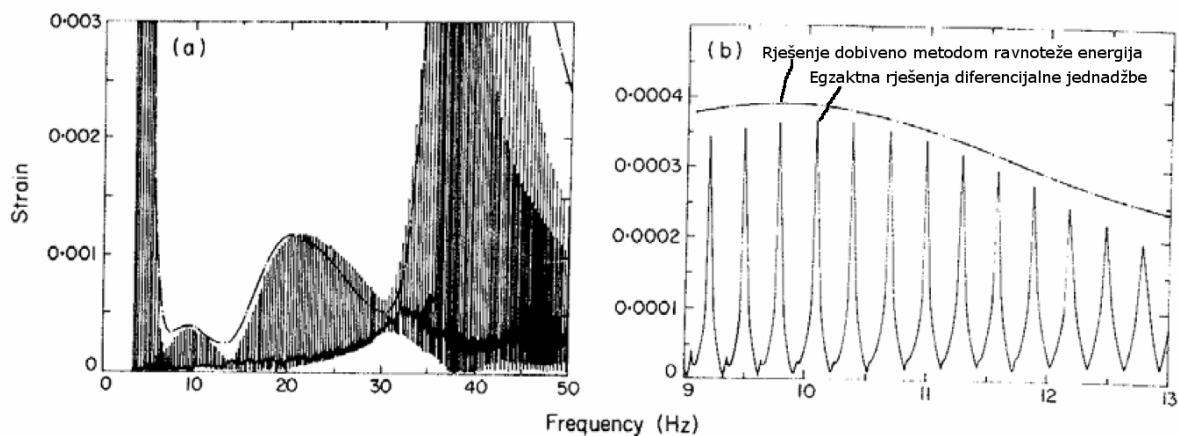 0·003
(a)
0·002
Strain
0·001
0
0 10 20 30 40 50
(b)
Rješenje dobiveno metodom ravnoteže energija
Egzaktna rješenja diferencijalne jednadžbe
0·0004
0·0003
0·0002
0·0001
0
9 10 11 12 13
Frequency (Hz)